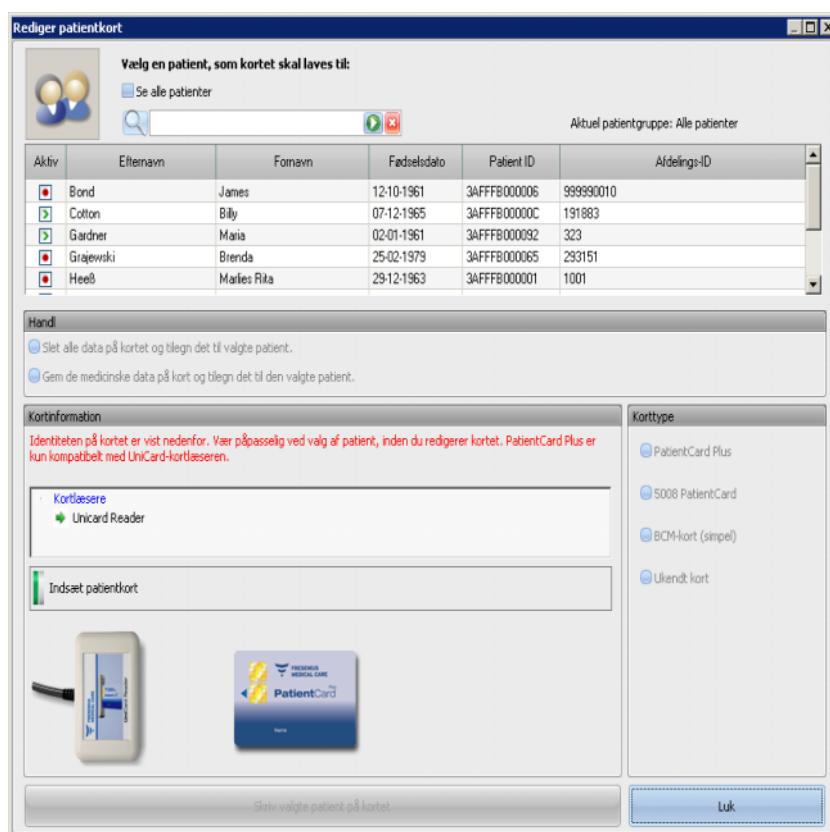 Rediger patientkort
Vælg en patient, som kortet skal laves til:
Se alle patienter
Aktuel patientgruppe: Alle patienter
Aktiv Efternavn Fornavn Fødselsdato Patient ID Afdelings-ID
Bond James 12-10-1961 3AFFFB000006 999990010
Cotton Billy 07-12-1965 3AFFFB00000C 191883
Gardner Maria 02-01-1961 3AFFFB000092 323
Grajewski Brenda 25-02-1979 3AFFFB000065 293151
Heeß Marlies Rita 29-12-1963 3AFFFB000001 1001
Handl
Slet alle data på kortet og tilegn det til valgte patient.
Gem de medicinske data på kort og tilegn det til den valgte patient.
Kortinformation
Identiteten på kortet er vist nedenfor. Vær påpasselig ved valg af patient, inden du redigerer kortet. PatientCard Plus er
kun kompatibelt med UniCard-kortlæseren.
Kortlæsere
Unicard Reader
Indsæt patientkort
UniCard Reader
FRESENIUS
MEDICAL CARE
Plus
PatientCard
Name
Korttype
PatientCard Plus
5008 PatientCard
BCM-kort (simpel)
Ukendt kort
Skriv valgte patient på kortet
Luk